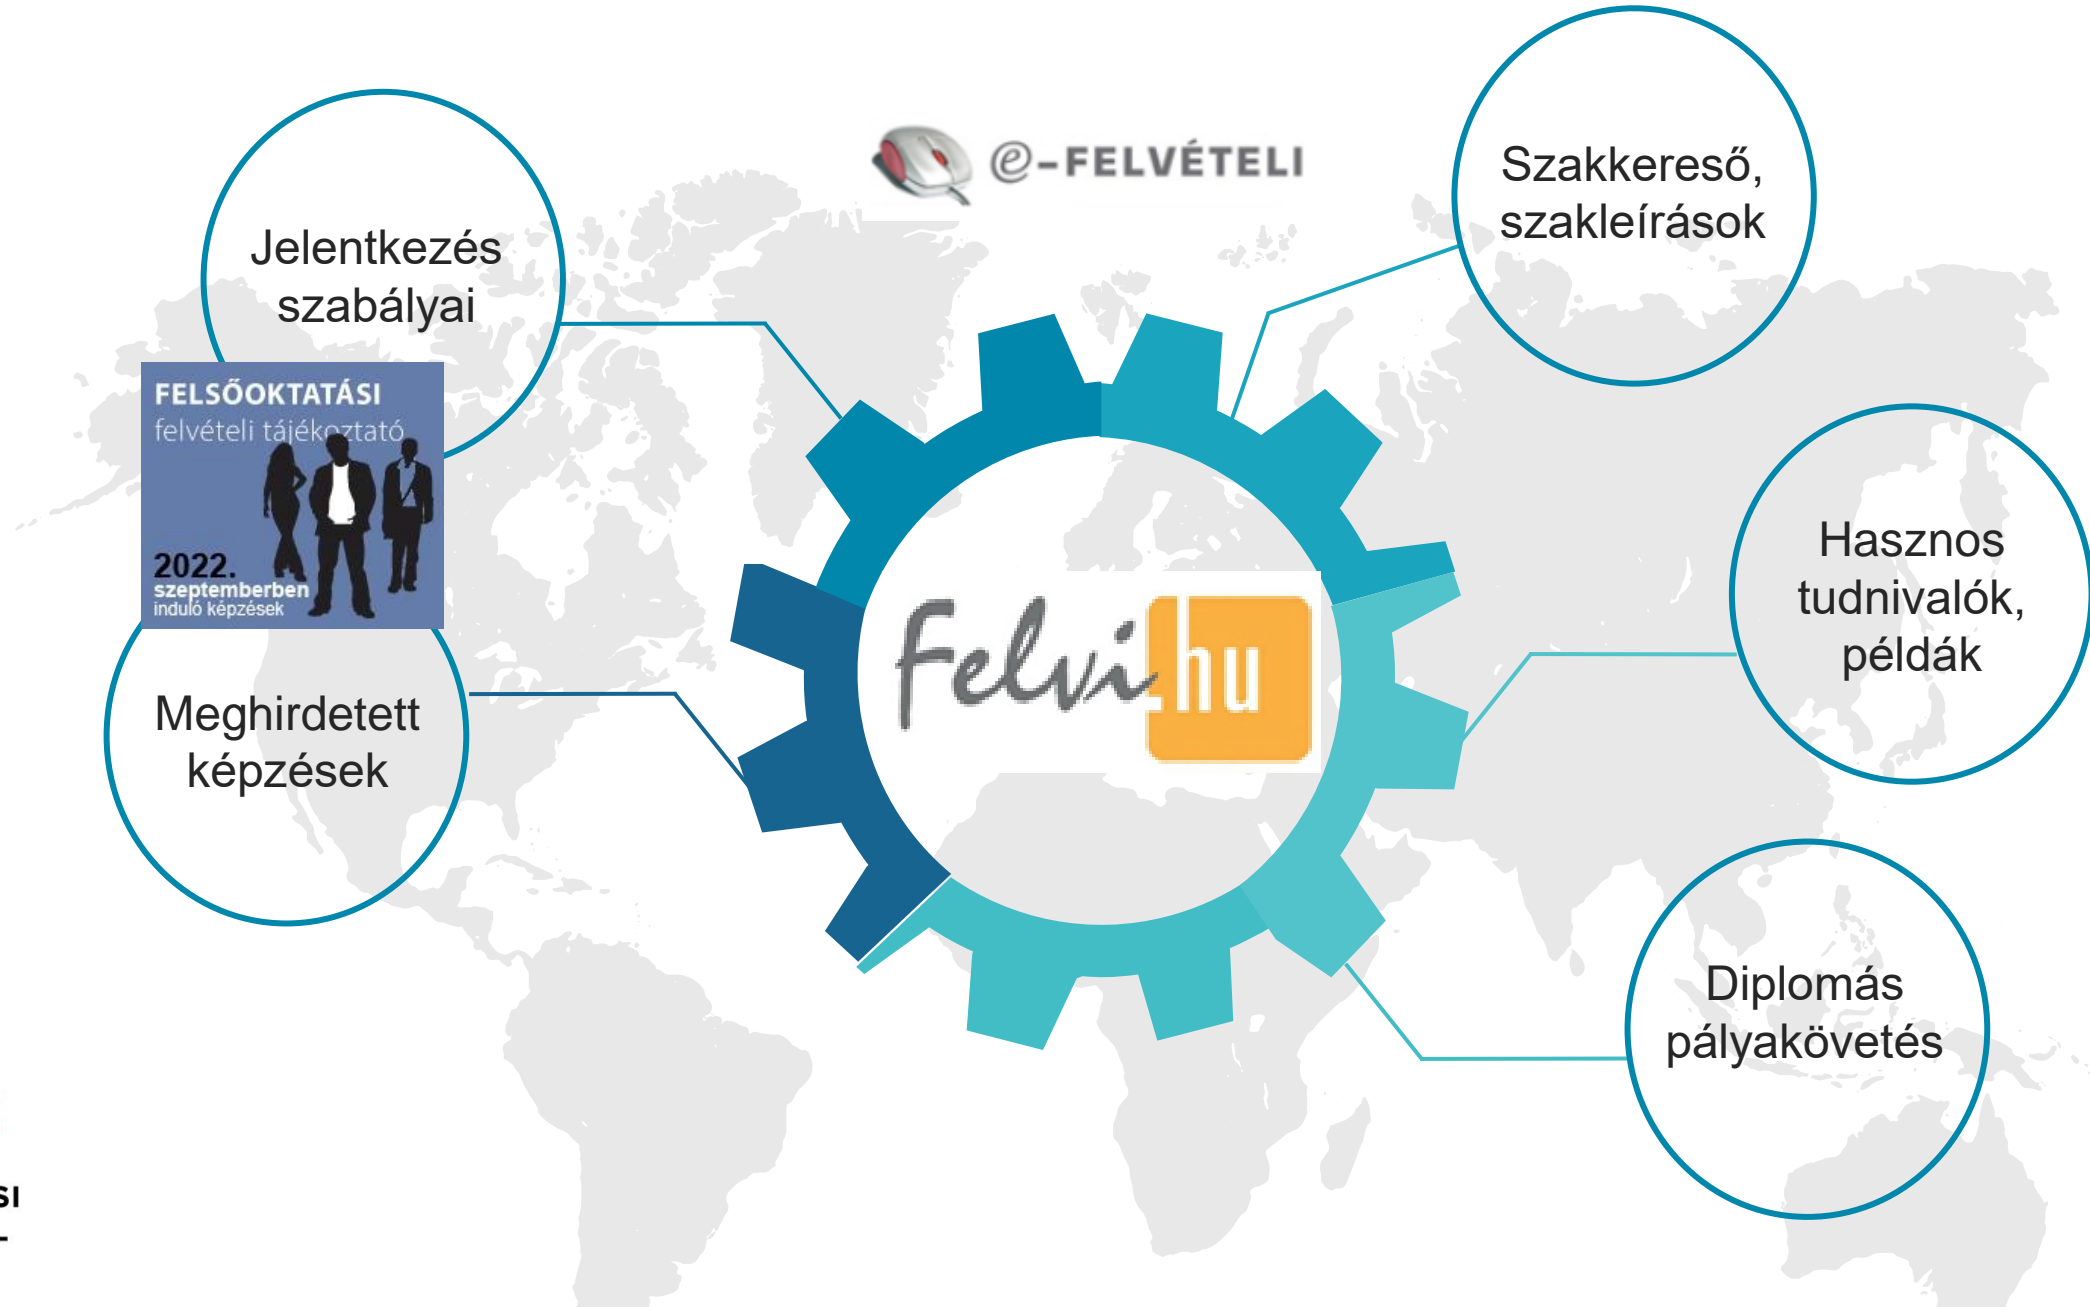 @-FELVÉTELI
Jelentkezés
szabályai
FELSŐOKTATÁSI
felvételi tájékoztató
2022.
szeptemberben
induló képzések
Meghirdetett
képzések
Felvi.hu
Szakkereső,
szakleírások
Hasznos
tudnivalók,
példák
Diplomás
pályakövetés
SI